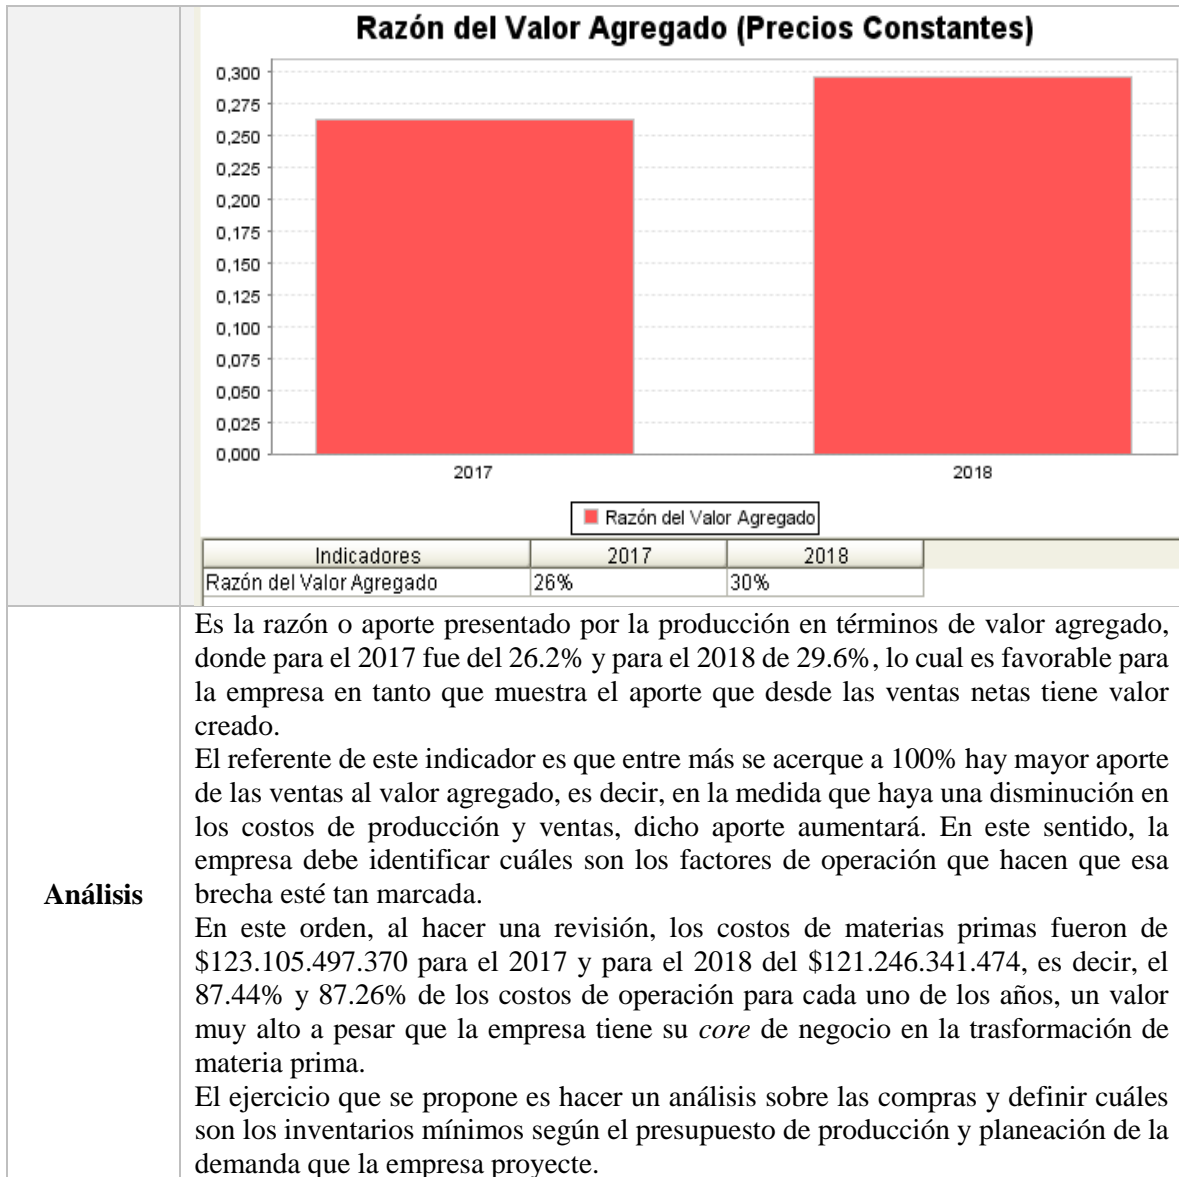 Razón del Valor Agregado (Precios Constantes)
0,300
0,275
0,250
0,225
0,200
0,175
0,150
0,125
0,100
0,075
0,050
0,025
0,000
2017 2018
Razón del Valor Agregado
Indicadores 2017 2018
Razón del Valor Agregado 26% 30%
Análisis
Es la razón o aporte presentado por la producción en términos de valor agregado,
donde para el 2017 fue del 26.2% y para el 2018 de 29.6%, lo cual es favorable para
la empresa en tanto que muestra el aporte que desde las ventas netas tiene valor
creado.
El referente de este indicador es que entre más se acerque a 100% hay mayor aporte
de las ventas al valor agregado, es decir, en la medida que haya una disminución en
los costos de producción y ventas, dicho aporte aumentará. En este sentido, la
empresa debe identificar cuáles son los factores de operación que hacen que esa
brecha esté tan marcada.
En este orden, al hacer una revisión, los costos de materias primas fueron de
$123.105.497.370 para el 2017 y para el 2018 del $121.246.341.474, es decir, el
87.44% y 87.26% de los costos de operación para cada uno de los años, un valor
muy alto a pesar que la empresa tiene su core de negocio en la trasformación de
materia prima.
El ejercicio que se propone es hacer un análisis sobre las compras y definir cuáles
son los inventarios mínimos según el presupuesto de producción y planeación de la
demanda que la empresa proyecte.